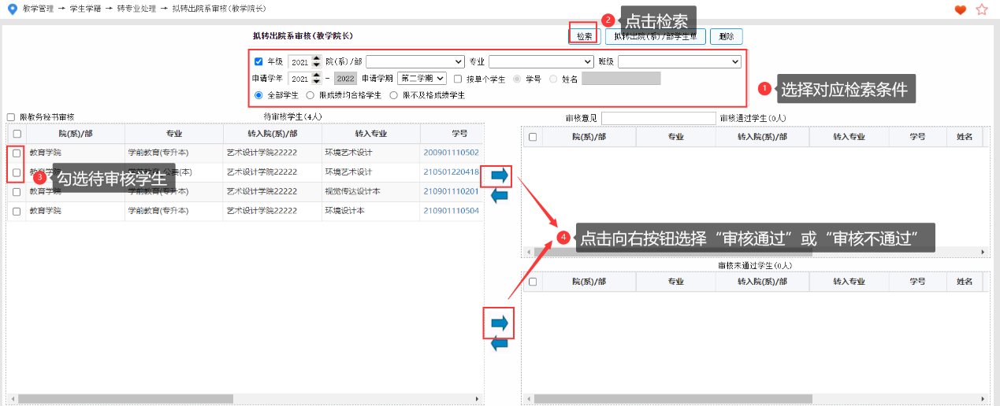 教学管理 → 学生学籍 → 转专业处理 → 拟转出院系审核(教学院长)
拟转出院系审核(教学院长)
检索 拟转出院(系)/部学生单 删除
2 点击检索
年级 2021 院(系)/部 专业 班级
申请学年 2021 - 2022 申请学期 第二学期 按单个学生 学号 姓名
全部学生 限成绩均合格学生 限不及格成绩学生
1 选择对应检索条件
限教务秘书审核 待审核学生(4人)
院(系)/部 专业 转入院(系)/部 转入专业 学号
教育学院 学前教育(专升本) 艺术设计学院22222 环境艺术设计 200901110502
教育学院 (本) 艺术设计学院22222 环境艺术设计 210501220418
教育学院 学前教育(专升本) 艺术设计学院22222 视觉传达设计本 210901110201
教育学院 学前教育(专升本) 艺术设计学院22222 环境设计本 210901110504
3 勾选待审核学生
审核意见 审核通过学生(0人)
院(系)/部 专业 转入院(系)/部 转入专业 学号 姓名
4 点击向右按钮选择“审核通过”或“审核不通过”
审核未通过学生(0人)
院(系)/部 专业 转入院(系)/部 转入专业 学号 姓名